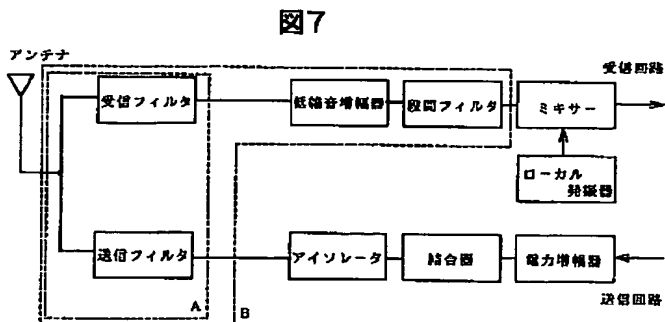 図7
アンテナ
受信回路
受信フィルタ
低雑音増幅器
段間フィルタ
ミキサー
ローカル
発振器
送信フィルタ
アイソレータ
結合器
電力増幅器
A
B
送信回路